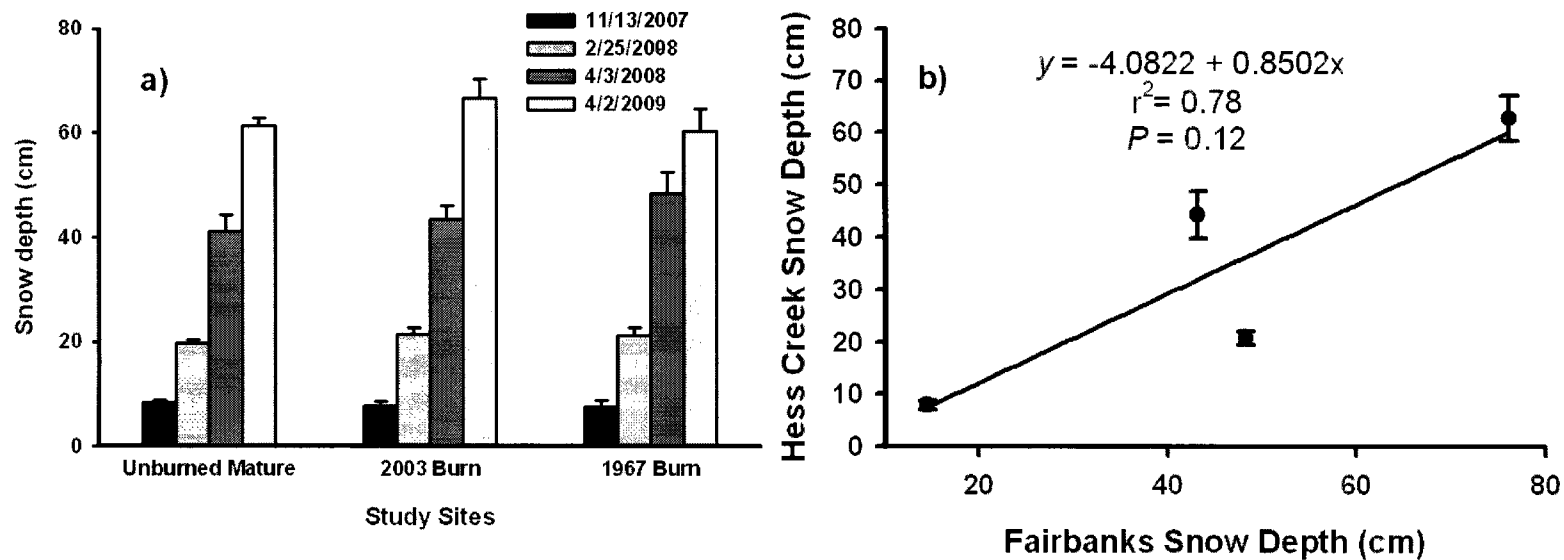 a)
11/13/2007
2/25/2008
4/3/2008
4/2/2009
Snow depth (cm)
80
60
40
20
0
Unburned Mature
2003 Burn
1967 Burn
Study Sites
b)
y = -4.0822 + 0.8502x
r²= 0.78
P = 0.12
Hess Creek Snow Depth (cm)
80
70
60
50
40
30
20
10
0
20
40
60
80
Fairbanks Snow Depth (cm)